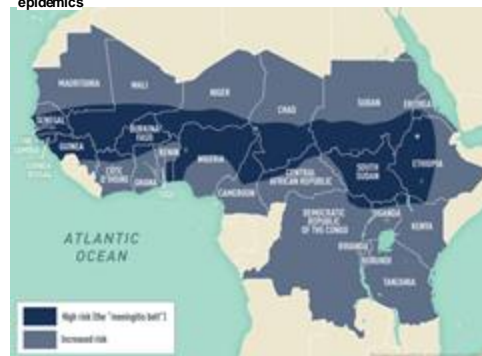 epidemics
MAURITANIA
MALI
NIGER
CHAD
SUDAN
ERITREA
SENEGAL
GUINEA
BURKINA
FASO
BENIN
NIGERIA
CÔTE
D'IVOIRE
GHANA
CAMEROON
CENTRAL
AFRICAN REPUBLIC
SOUTH
SUDAN
ETHIOPIA
DEMOCRATIC
REPUBLIC
OF THE CONGO
UGANDA
KENYA
RWANDA
BURUNDI
TANZANIA
ATLANTIC
OCEAN
High risk (the "meningitis belt")
Increased risk